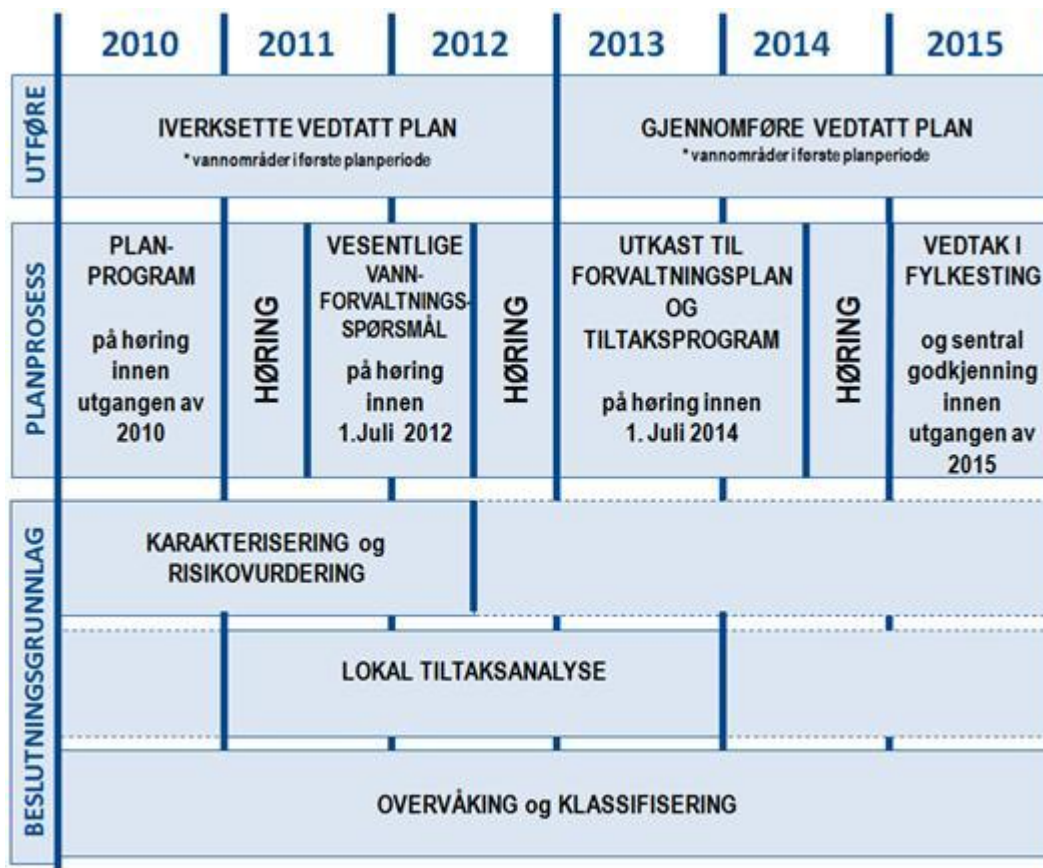 2010
2011
2012
2013
2014
2015
UTFØRE
IVERKSETTE VEDTATT PLAN
* vannområder i første planperiode
GJENNOMFØRE VEDTATT PLAN
* vannområder i første planperiode
PLANPROSESS
PLAN-
PROGRAM
på høring
innen
utgangen av
2010
HØRING
VESENTLIGE
VANN-
FORVALTNINGS-
SPØRSMÅL
på høring
innen
1.Juli 2012
HØRING
UTKAST TIL
FORVALTNINGSPLAN
OG
TILTAKSPROGRAM
på høring innen
1. Juli 2014
HØRING
VEDTAK I
FYLKESTING
og sentral
godkjenning
innen
utgangen av
2015
BESLUTNINGSGRUNNLAG
KARAKTERISERING og
RISIKOVURDERING
LOKAL TILTAKSANALYSE
OVERVÅKING og KLASSIFISERING